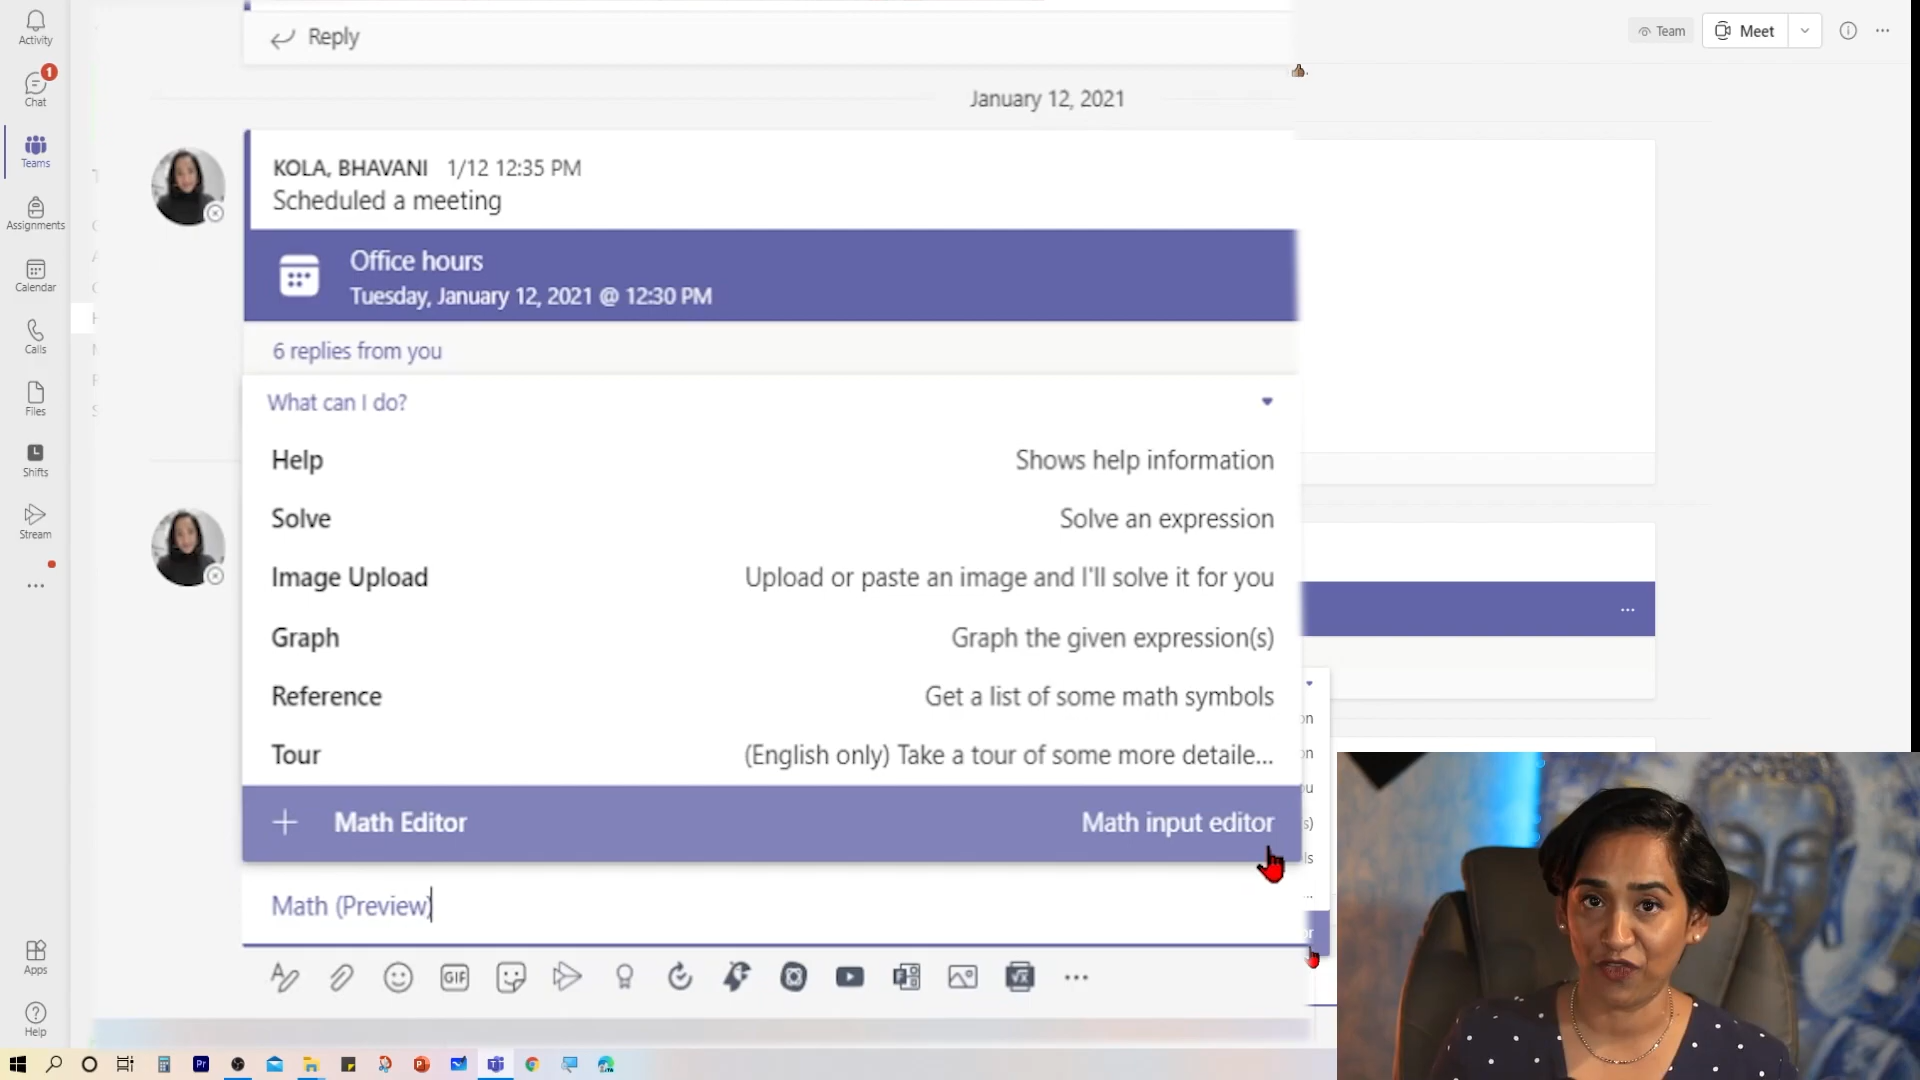 Activity
Chat
1
Teams
Assignments
Calendar
Calls
Files
Shifts
Stream
Apps
Help
Reply
Team
Meet
January 12, 2021
KOLA, BHAVANI 1/12 12:35 PM
Scheduled a meeting
Office hours
Tuesday, January 12, 2021 @ 12:30 PM
6 replies from you
What can I do?
Help Shows help information
Solve Solve an expression
Image Upload Upload or paste an image and I'll solve it for you
Graph Graph the given expression(s)
Reference Get a list of some math symbols
Tour (English only) Take a tour of some more detaile...
Math Editor Math input editor
Math (Preview)
GIF